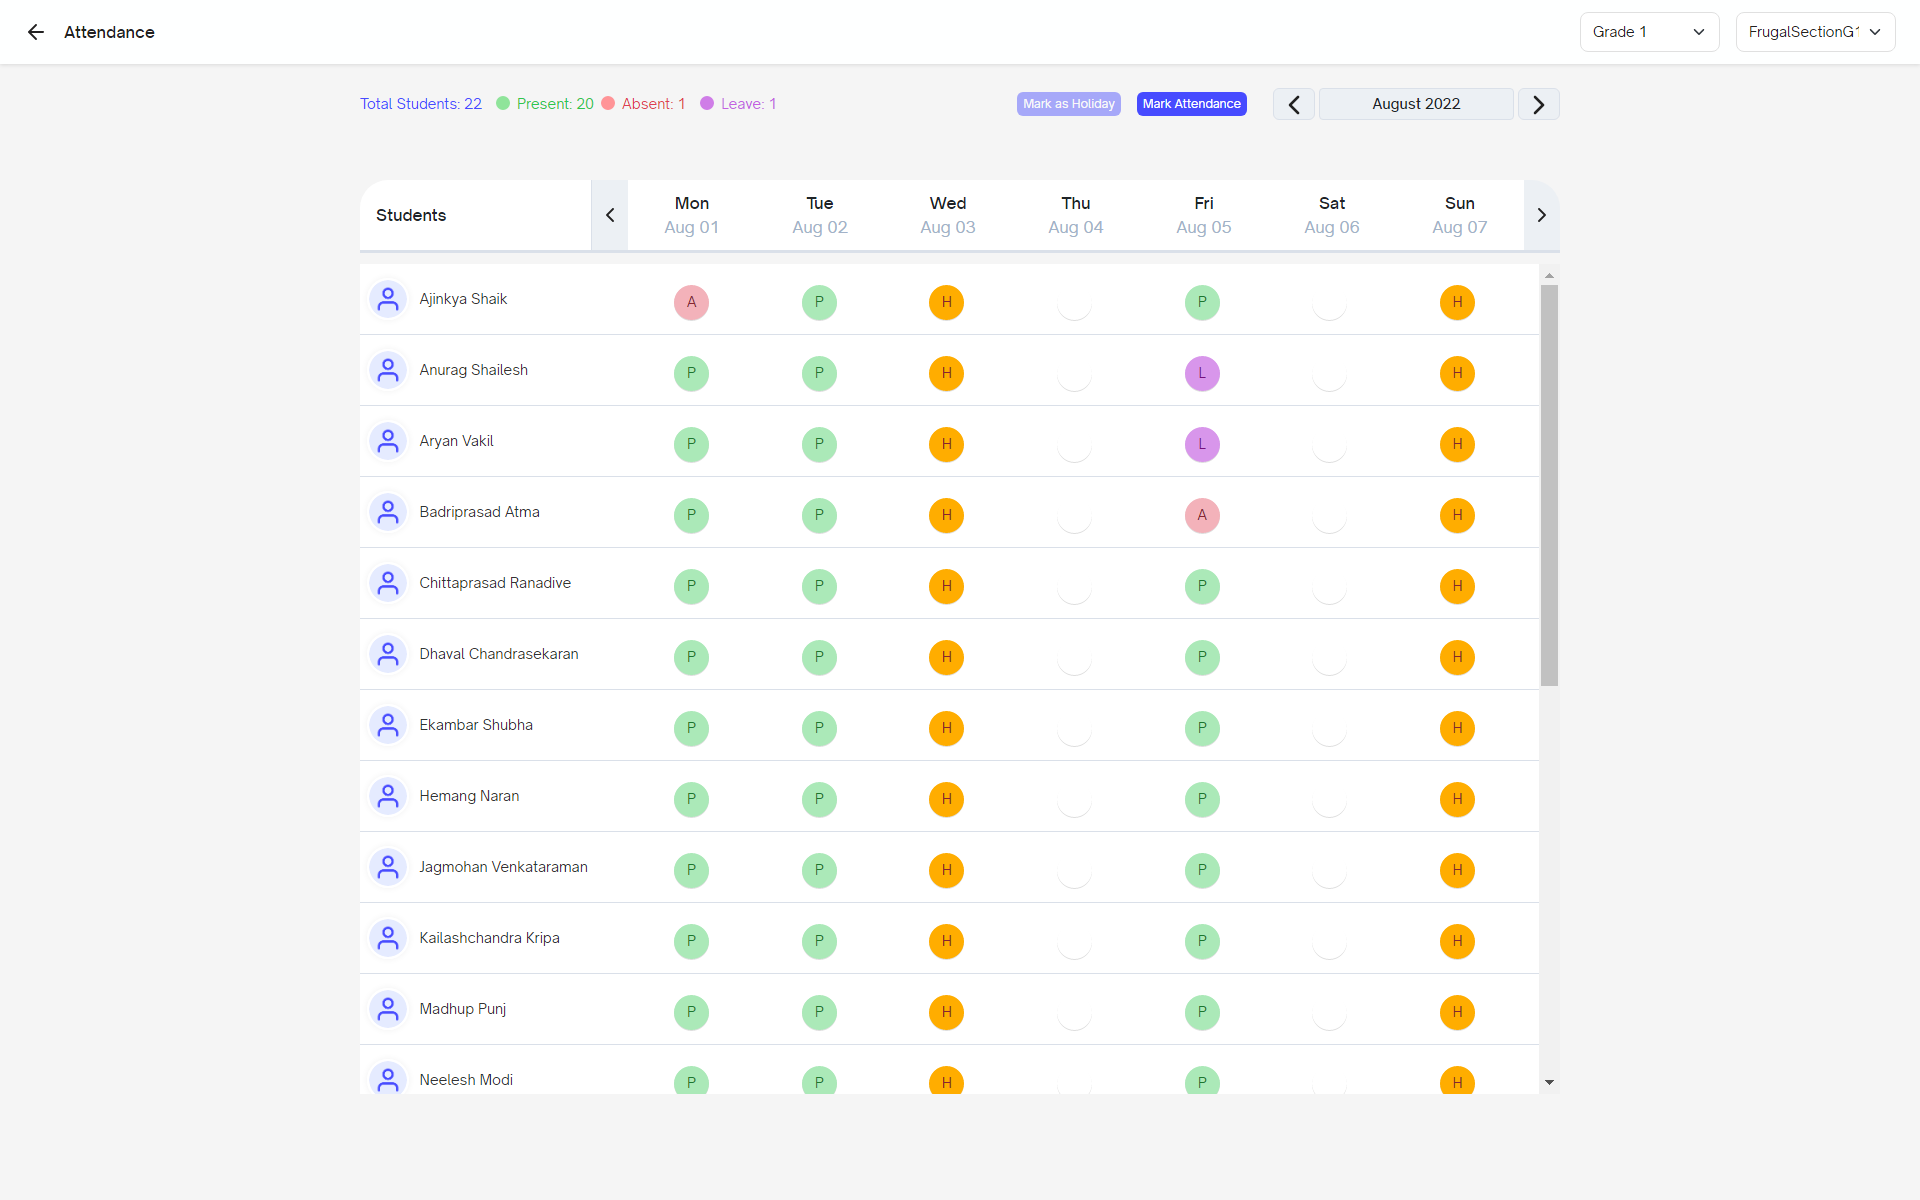 Attendance
Grade 1
FrugalSectionG1
Total Students: 22 Present: 20 Absent: 1 Leave: 1
Mark as Holiday
Mark Attendance
August 2022
Students
Mon Tue Wed Thu Fri Sat Sun
Aug 01 Aug 02 Aug 03 Aug 04 Aug 05 Aug 06 Aug 07
Ajinkya Shaik A P H P H
Anurag Shailesh P P H L H
Aryan Vakil P P H L H
Badriprasad Atma P P H A H
Chittaprasad Ranadive P P H P H
Dhaval Chandrasekaran P P H P H
Ekambar Shubha P P H P H
Hemang Naran P P H P H
Jagmohan Venkataraman P P H P H
Kailashchandra Kripa P P H P H
Madhup Punj P P H P H
Neelesh Modi P P H P H